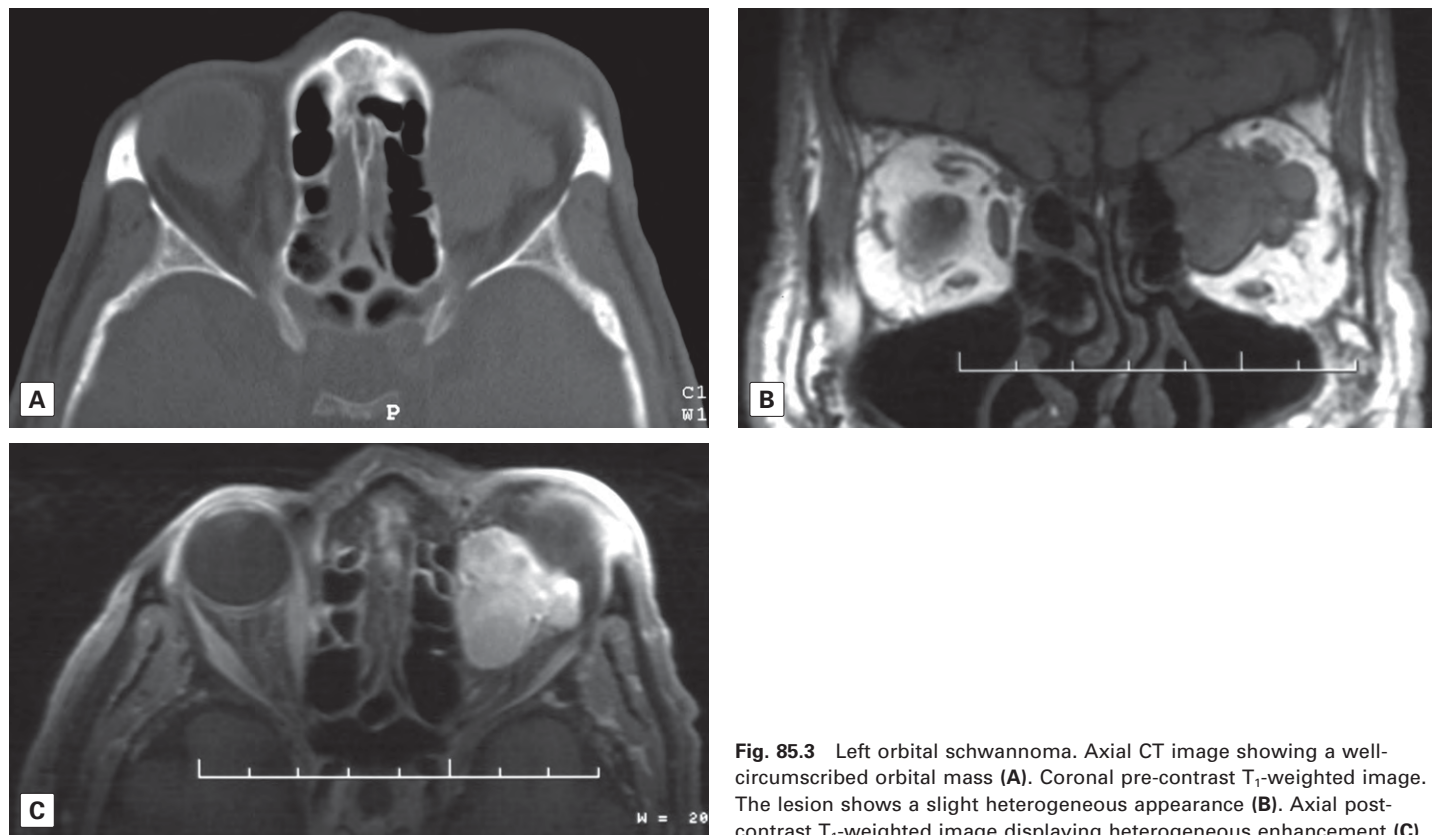 A
P
C1
W1
B
C
W = 20
Fig. 85.3 Left orbital schwannoma. Axial CT image showing a well-
circumscribed orbital mass (A). Coronal pre-contrast T₁-weighted image.
The lesion shows a slight heterogeneous appearance (B). Axial post-
contrast T₁-weighted image displaying heterogeneous enhancement (C).